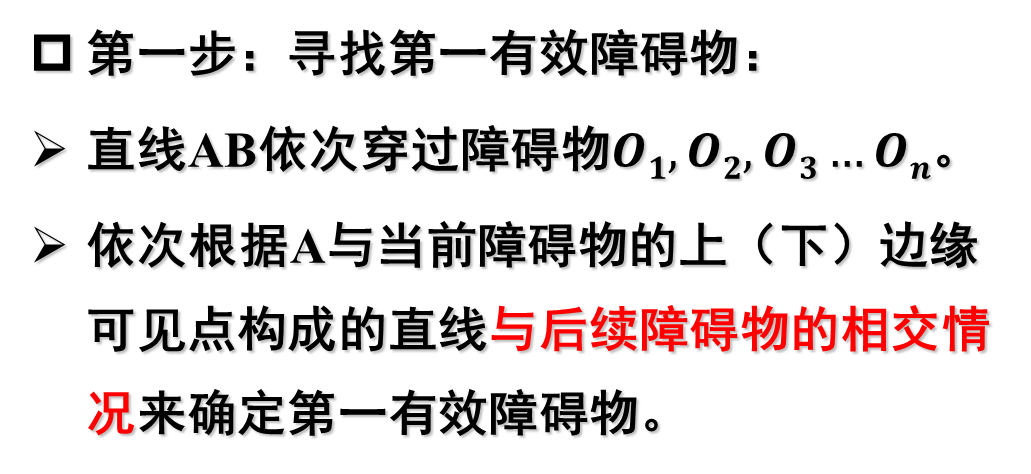 第一步：寻找第一有效障碍物：
直线AB依次穿过障碍物O₁, O₂, O₃ … Oₙ。
依次根据A与当前障碍物的上（下）边缘
可见点构成的直线与后续障碍物的相交情
况来确定第一有效障碍物。